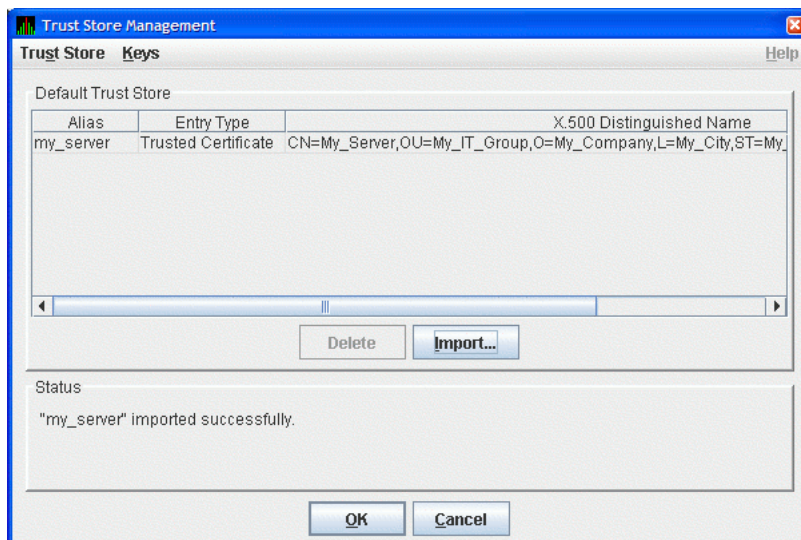 Trust Store Management
Trust Store Keys Help
Default Trust Store
Alias Entry Type X.500 Distinguished Name
my_server Trusted Certificate CN=My_Server,OU=My_IT_Group,O=My_Company,L=My_City,ST=My_
Delete Import...
Status
"my_server" imported successfully.
OK Cancel